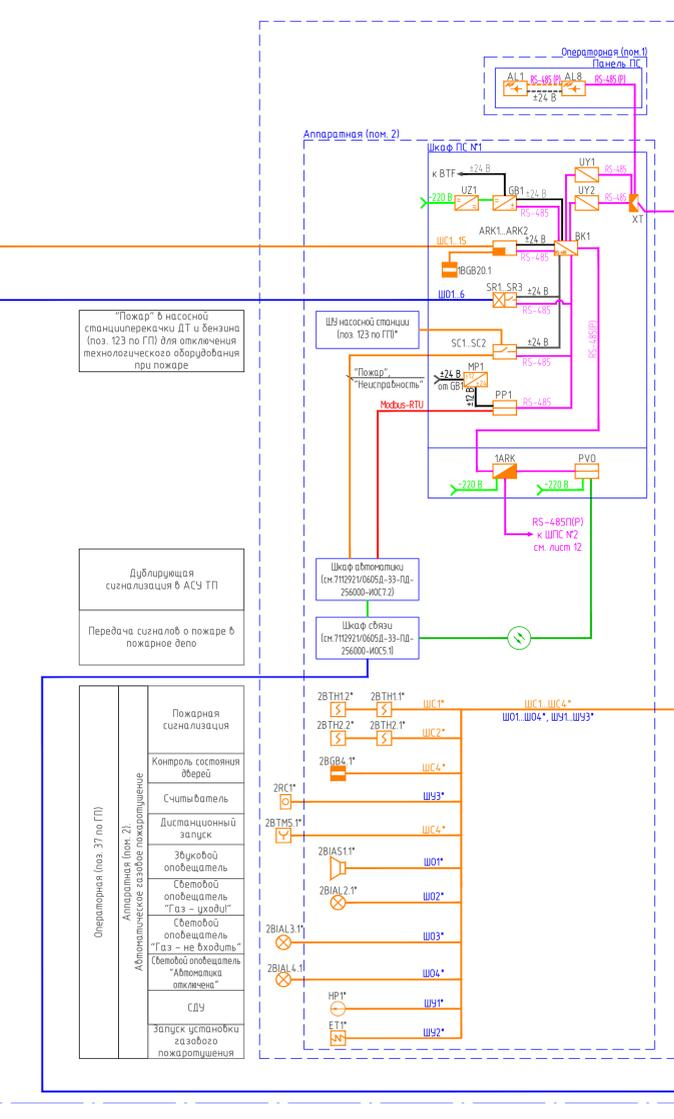 Операторная (пом.1)
Панель ПС
AL1
RS-485 (Р)
AL8
RS-485(Р)
±24 В
Аппаратная (пом. 2)
Шкаф ПС №1
к BTF
±24 В
UY1
RS-485
~220 В
UZ1
GB1
±24 В
UY2
RS-485
RS-485
XT
ШС1...15
ARK1...ARK2
±24 В
BK1
RS-485
1BGB20.1
ШО1...6
SR1...SR3
±24 В
RS-485
"Пожар" в насосной
станцииперекачки ДТ и бензина
(поз. 123 по ГП) для отключения
технологического оборудования
при пожаре
ШУ насосной станции
(поз. 123 по ГП)*
SC1...SC2
±24 В
RS-485
RS-485(Р)
"Пожар",
"Неисправность"
±24 В
от GB1
MP1
±12 В
PP1
RS-485
Modbus-RTU
1ARK
PVO
~220 В
~220 В
RS-485П(Р)
к ШПС №2
см. лист 12
Дублирующая
сигнализация в АСУ ТП
Шкаф автоматики
(см.7112921/0605Д-33-ПД-
256000-ИОС7.2)
Передача сигналов о пожаре в
пожарное депо
Шкаф связи
(см.7112921/0605Д-33-ПД-
256000-ИОС5.1)
Операторная (поз. 37 по ГП)
Аппаратная (пом. 2).
Автоматическое газовое пожаротушение
Пожарная
сигнализация
2BTH1.2*
2BTH1.1*
ШС1*
ШС1...ШС4*
ШО1...ШО4*, ШУ1...ШУ3*
2BTH2.2*
2BTH2.1*
ШС2*
Контроль состояния
дверей
2BGB4.1*
ШС4*
Считыватель
2RC1*
ШУ3*
Дистанционный
запуск
2BTM5.1*
ШС4*
Звуковой
оповещатель
2BIAS1.1*
ШО1*
Световой
оповещатель
"Газ - уходи!"
2BIAL2.1*
ШО2*
Световой
оповещатель
"Газ - не входить"
2BIAL3.1*
ШО3*
Световой оповещатель
"Автоматика
отключена"
2BIAL4.1
ШО4*
СДУ
HP1*
ШУ1*
Запуск установки
газового
пожаротушения
ET1*
ШУ2*